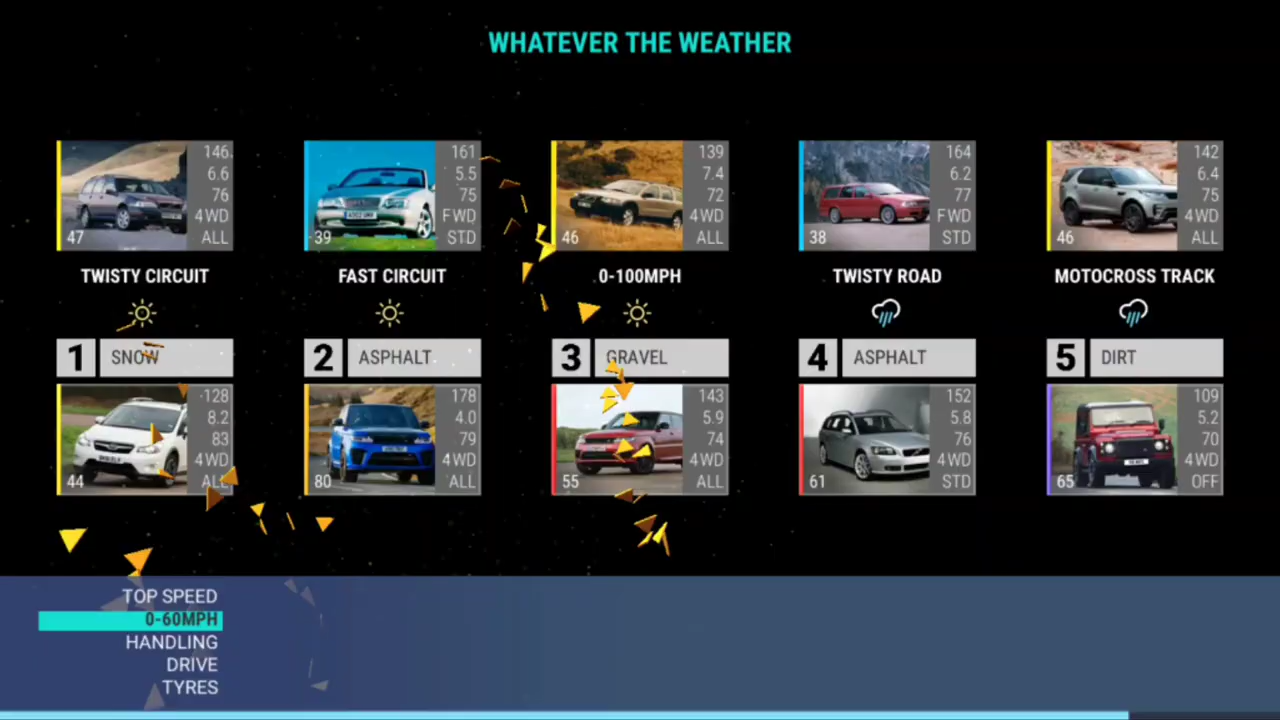 WHATEVER THE WEATHER
146 161 139 164 142
6.6 5.5 7.4 6.2 6.4
76 75 72 77 75
4WD FWD 4WD FWD 4WD
47 ALL 39 STD 46 ALL 38 STD 46 ALL
TWISTY CIRCUIT FAST CIRCUIT 0-100MPH TWISTY ROAD MOTOCROSS TRACK
1 SNOW 2 ASPHALT 3 GRAVEL 4 ASPHALT 5 DIRT
128 178 143 152 109
8.2 4.0 5.9 5.8 5.2
83 79 74 76 70
4WD 4WD 4WD 4WD 4WD
44 ALL 80 ALL 55 ALL 61 STD 65 OFF
TOP SPEED
0-60MPH
HANDLING
DRIVE
TYRES